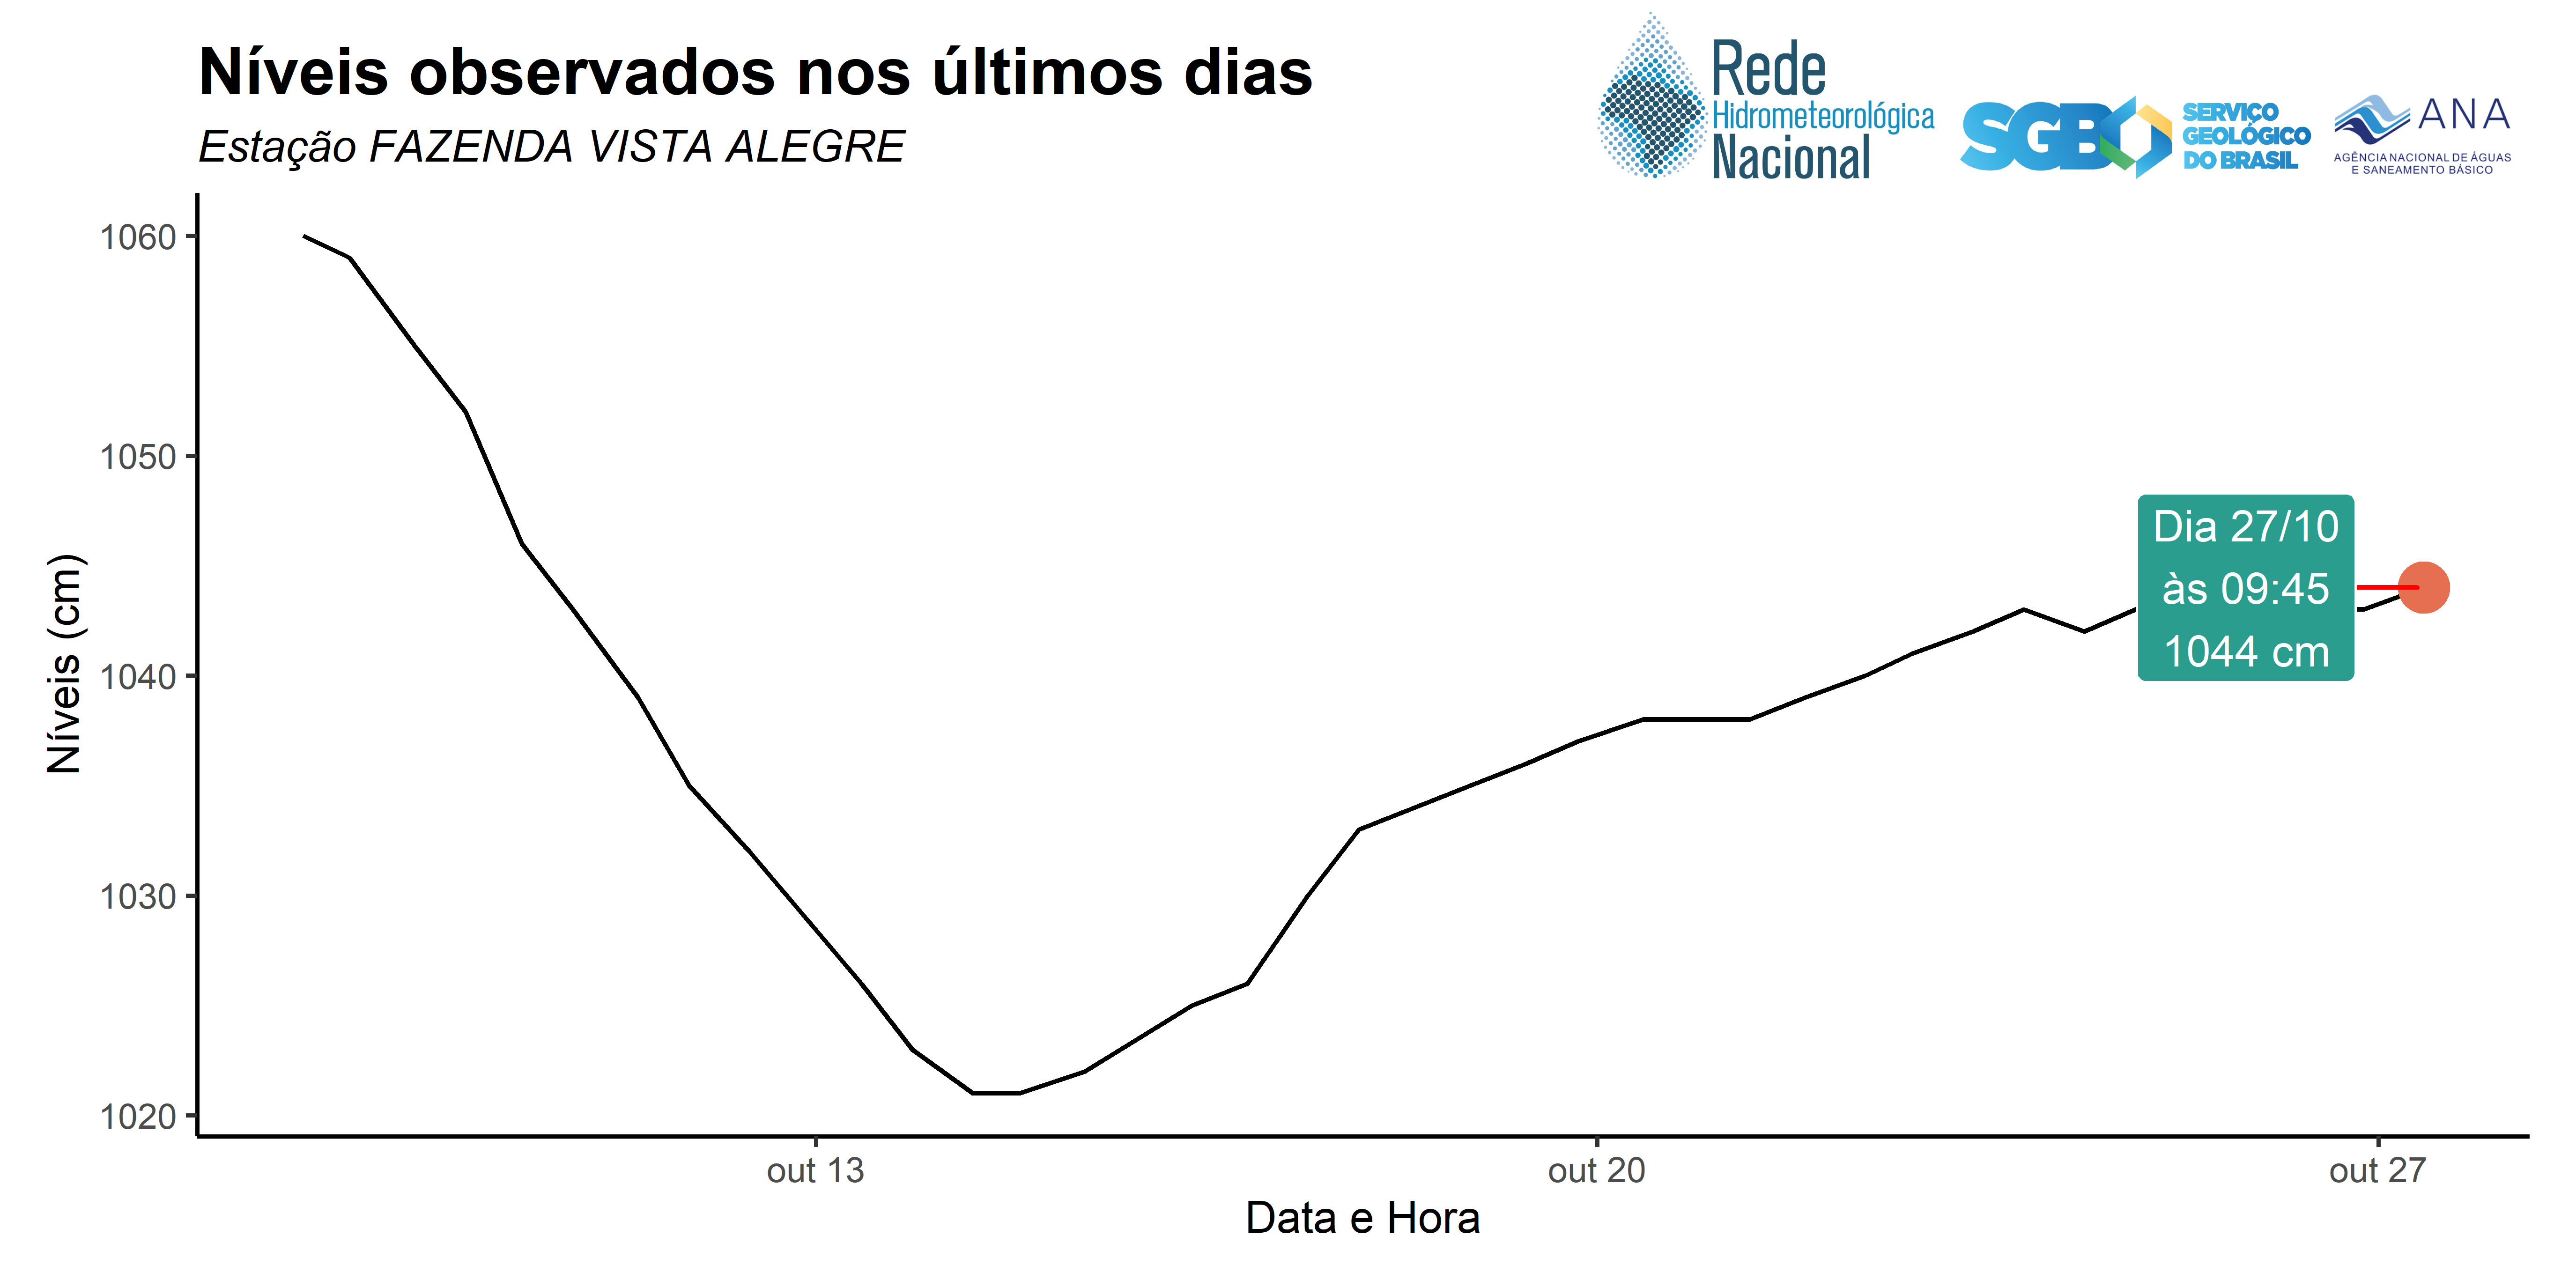 Níveis observados nos últimos dias
Estação FAZENDA VISTA ALEGRE
Rede
Hidrometeorológica
Nacional
SGB
SERVIÇO
GEOLÓGICO
DO BRASIL
ANA
AGÊNCIA NACIONAL DE ÁGUAS
E SANEAMENTO BÁSICO
Níveis (cm)
1060
1050
1040
1030
1020
Dia 27/10
às 09:45
1044 cm
out 13
out 20
out 27
Data e Hora